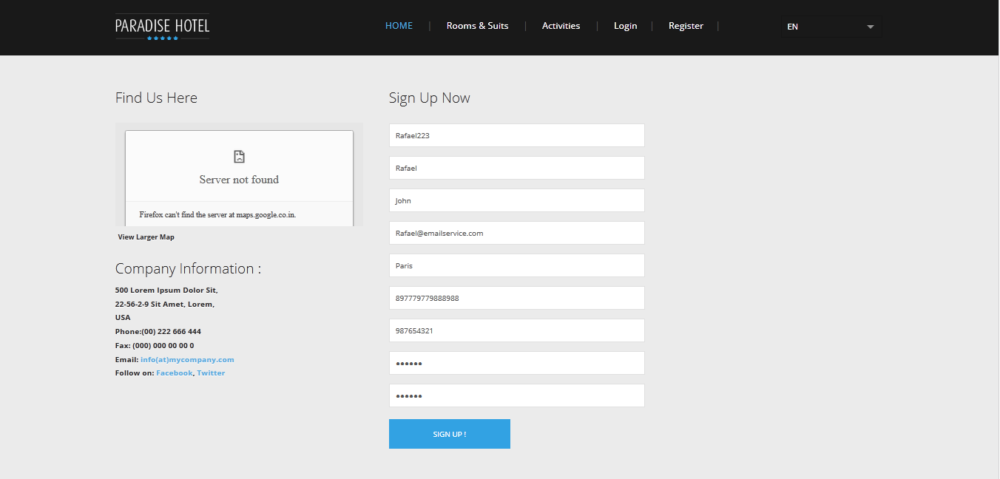 PARADISE HOTEL
HOME | Rooms & Suits | Activities | Login | Register |
EN
Find Us Here
Server not found
Firefox can't find the server at maps.google.co.in.
View Larger Map
Company Information :
500 Lorem Ipsum Dolor Sit,
22-56-2-9 Sit Amet, Lorem,
USA
Phone:(00) 222 666 444
Fax: (000) 000 00 00 0
Email: info(at)mycompany.com
Follow on: Facebook, Twitter
Sign Up Now
Rafael223
Rafael
John
Rafael@emailservice.com
Paris
897779779888988
987654321
••••••
••••••
SIGN UP !